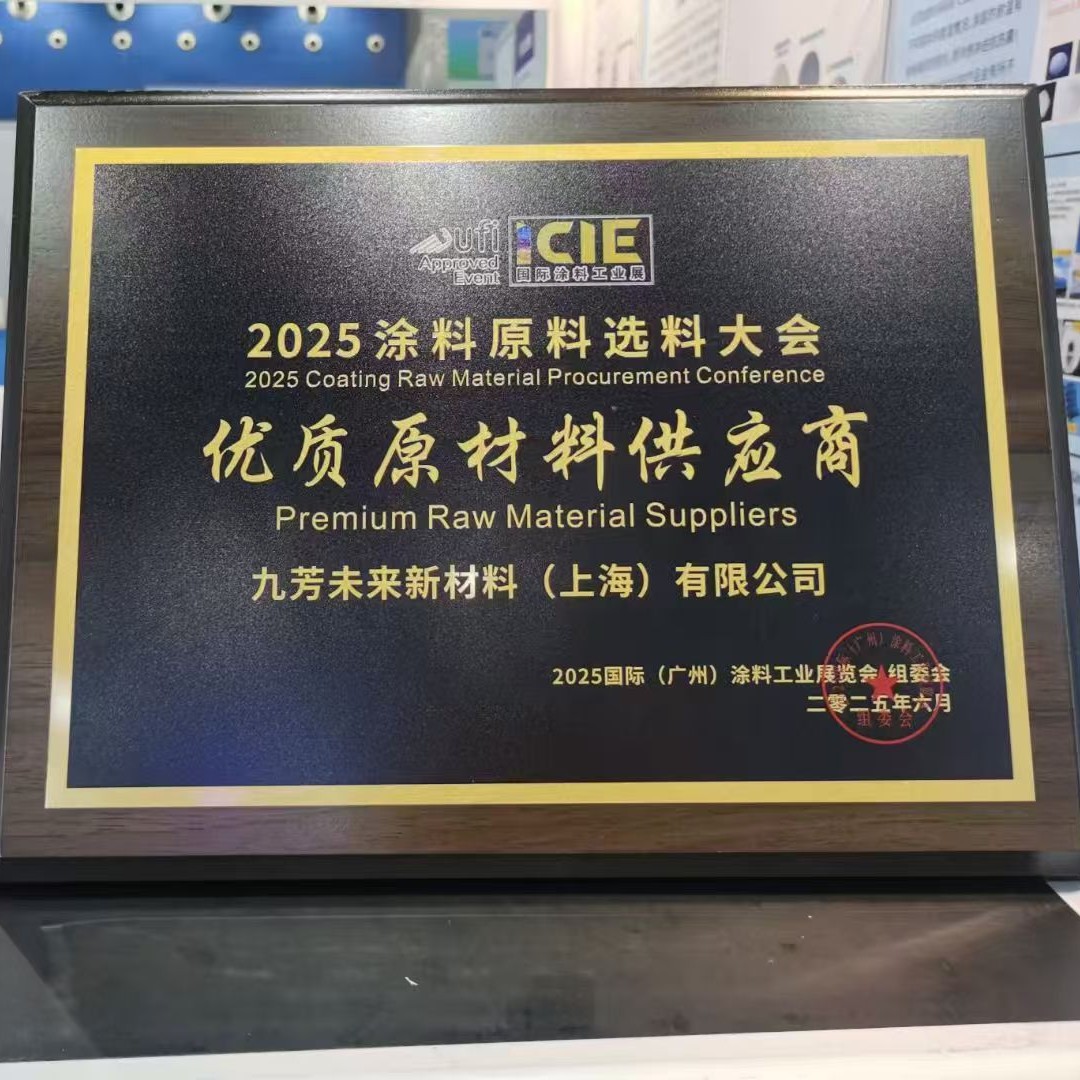 ufi
Approved
Event
iCIE
国际涂料工业展
2025涂料原料选料大会
2025 Coating Raw Material Procurement Conference
优质原材料供应商
Premium Raw Material Suppliers
九芳未来新材料（上海）有限公司
2025国际（广州）涂料工业展览会 组委会
二零二五年六月
组委会